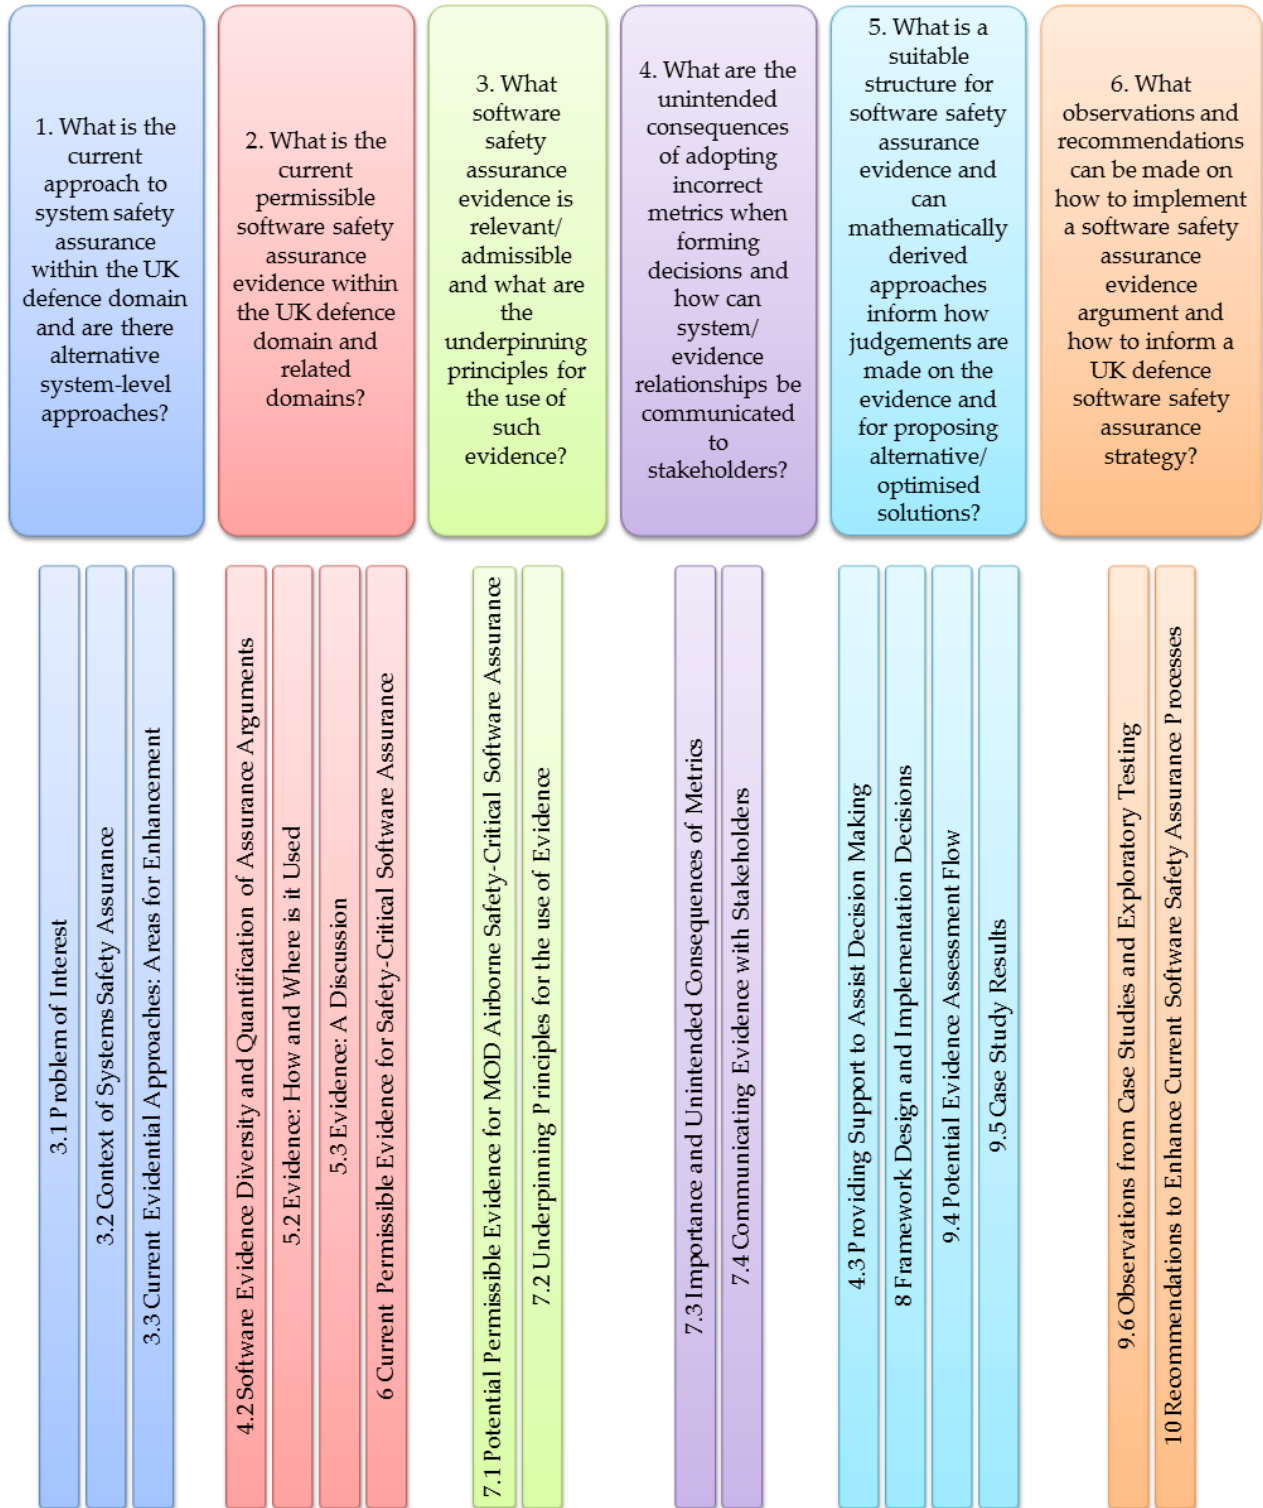 1. What is the
current
approach to
system safety
assurance
within the UK
defence domain
and are there
alternative
system-level
approaches?
2. What is the
current
permissible
software safety
assurance
evidence within
the UK defence
domain and
related
domains?
3. What
software
safety
assurance
evidence is
relevant/
admissible
and what are
the
underpinning
principles for
the use of
such
evidence?
4. What are the
unintended
consequences
of adopting
incorrect
metrics when
forming
decisions and
how can
system/
evidence
relationships be
communicated
to
stakeholders?
5. What is a
suitable
structure for
software safety
assurance
evidence and
can
mathematically
derived
approaches
inform how
judgements are
made on the
evidence and
for proposing
alternative/
optimised
solutions?
6. What
observations and
recommendations
can be made on
how to implement
a software safety
assurance
evidence
argument and
how to inform a
UK defence
software safety
assurance
strategy?
3.1 Problem of Interest
3.2 Context of Systems Safety Assurance
3.3 Current Evidential Approaches: Areas for Enhancement
4.2 Software Evidence Diversity and Quantification of Assurance Arguments
5.2 Evidence: How and Where is it Used
5.3 Evidence: A Discussion
6 Current Permissible Evidence for Safety-Critical Software Assurance
7.1 Potential Permissible Evidence for MOD Airborne Safety-Critical Software Assurance
7.2 Underpinning Principles for the use of Evidence
7.3 Importance and Unintended Consequences of Metrics
7.4 Communicating Evidence with Stakeholders
4.3 Providing Support to Assist Decision Making
8 Framework Design and Implementation Decisions
9.4 Potential Evidence Assessment Flow
9.5 Case Study Results
9.6 Observations from Case Studies and Exploratory Testing
10 Recommendations to Enhance Current Software Safety Assurance Processes